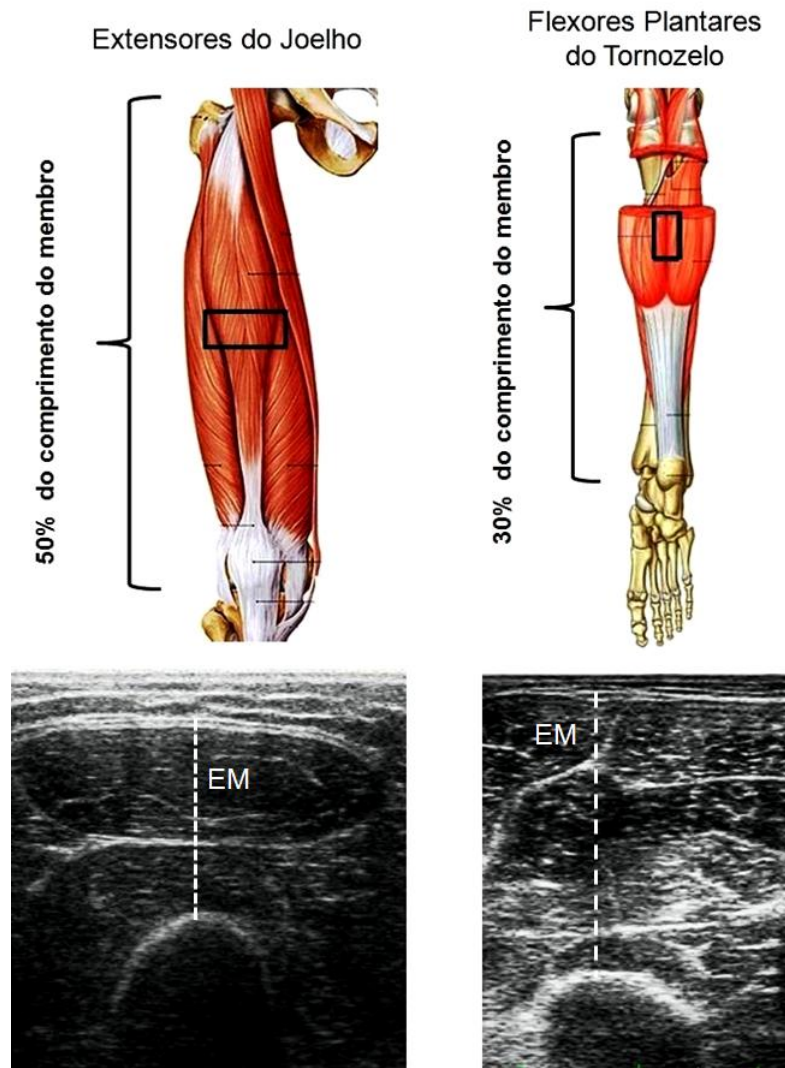 Extensores do Joelho
Flexores Plantares
do Tornozelo
50% do comprimento do membro
30% do comprimento do membro
EM
EM